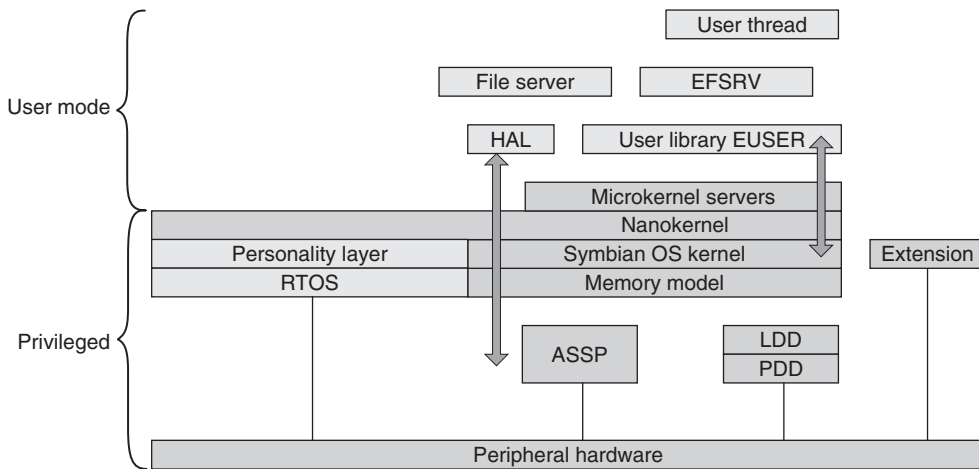 User thread
File server
EFSRV
User mode
HAL
User library EUSER
Microkernel servers
Nanokernel
Personality layer
Symbian OS kernel
Extension
RTOS
Memory model
Privileged
ASSP
LDD
PDD
Peripheral hardware